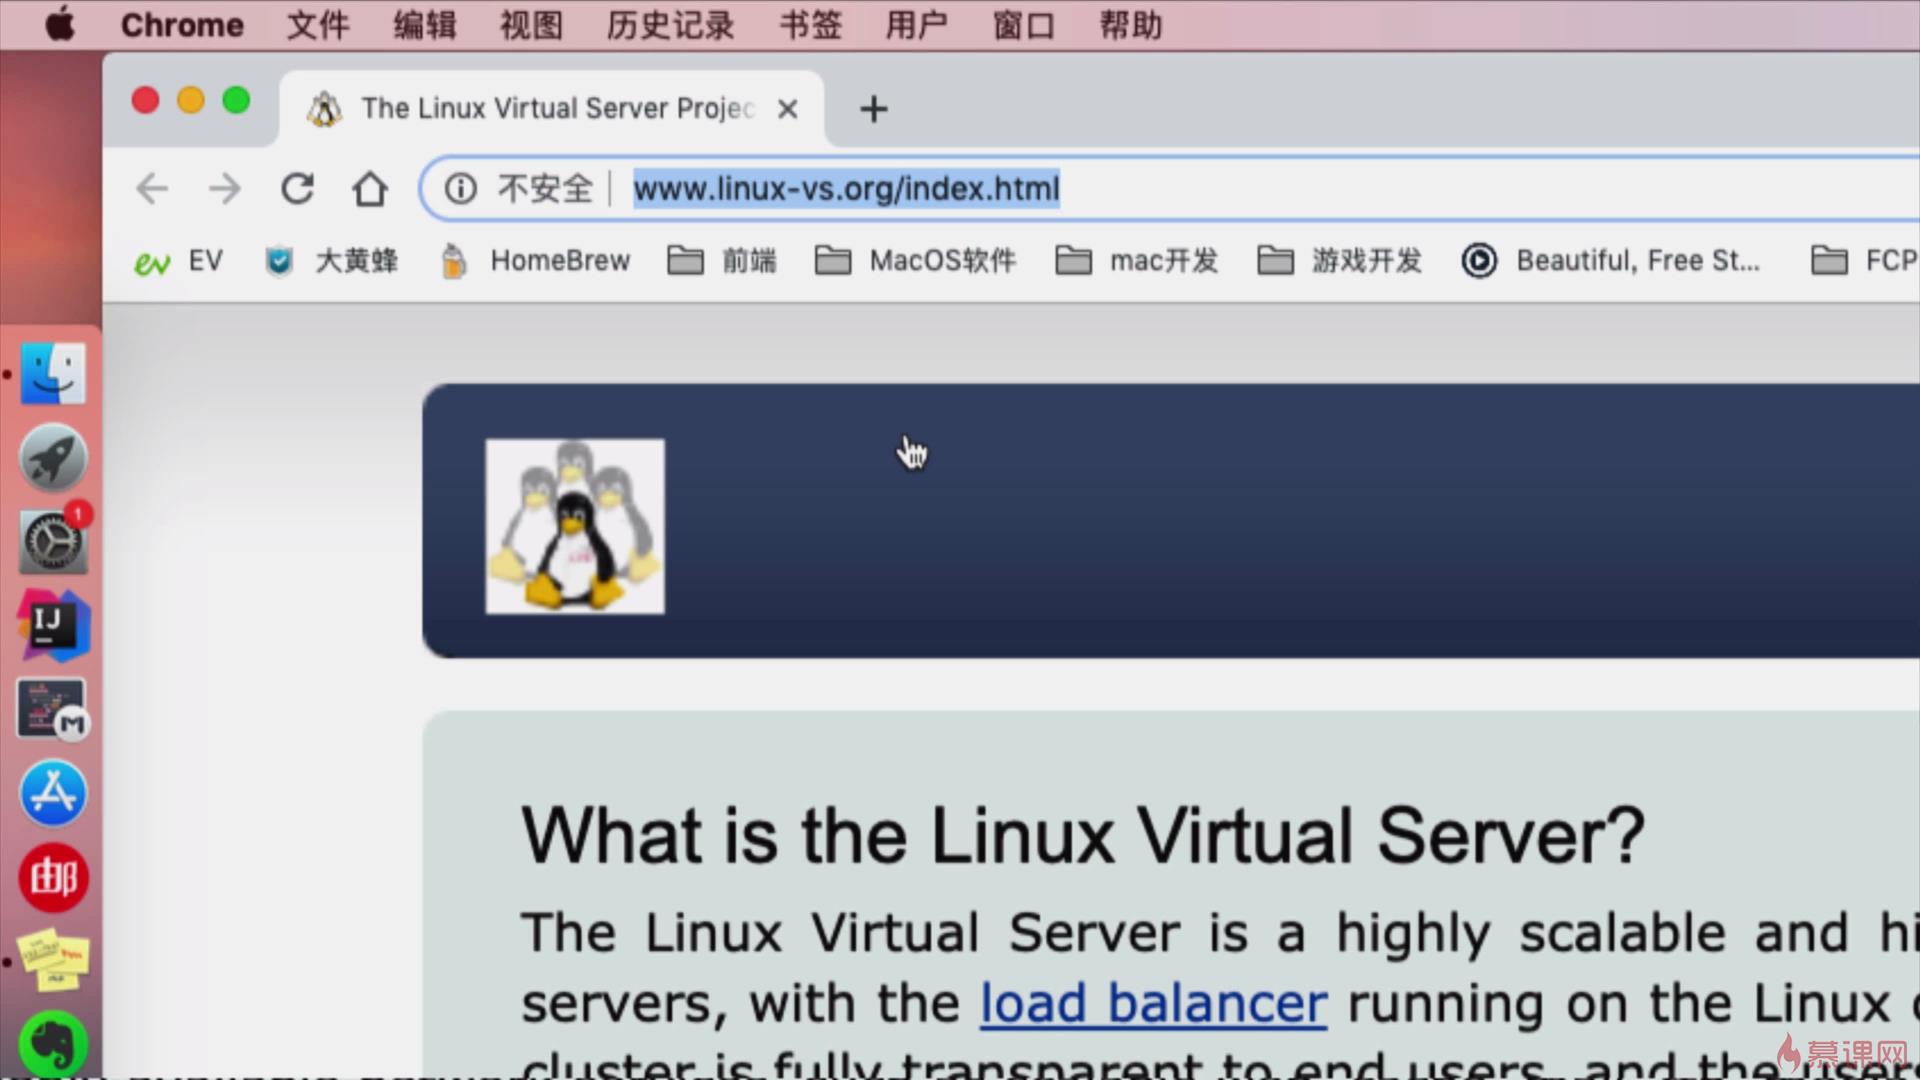 Chrome 文件 编辑 视图 历史记录 书签 用户 窗口 帮助
The Linux Virtual Server Projec
不安全 www.linux-vs.org/index.html
EV 大黄蜂 HomeBrew 前端 MacOS软件 mac开发 游戏开发 Beautiful, Free St... FCP
1
IJ
M
邮
What is the Linux Virtual Server?
The Linux Virtual Server is a highly scalable and hi
servers, with the load balancer running on the Linux
cluster is fully transparent to end users, and the users
慕课网